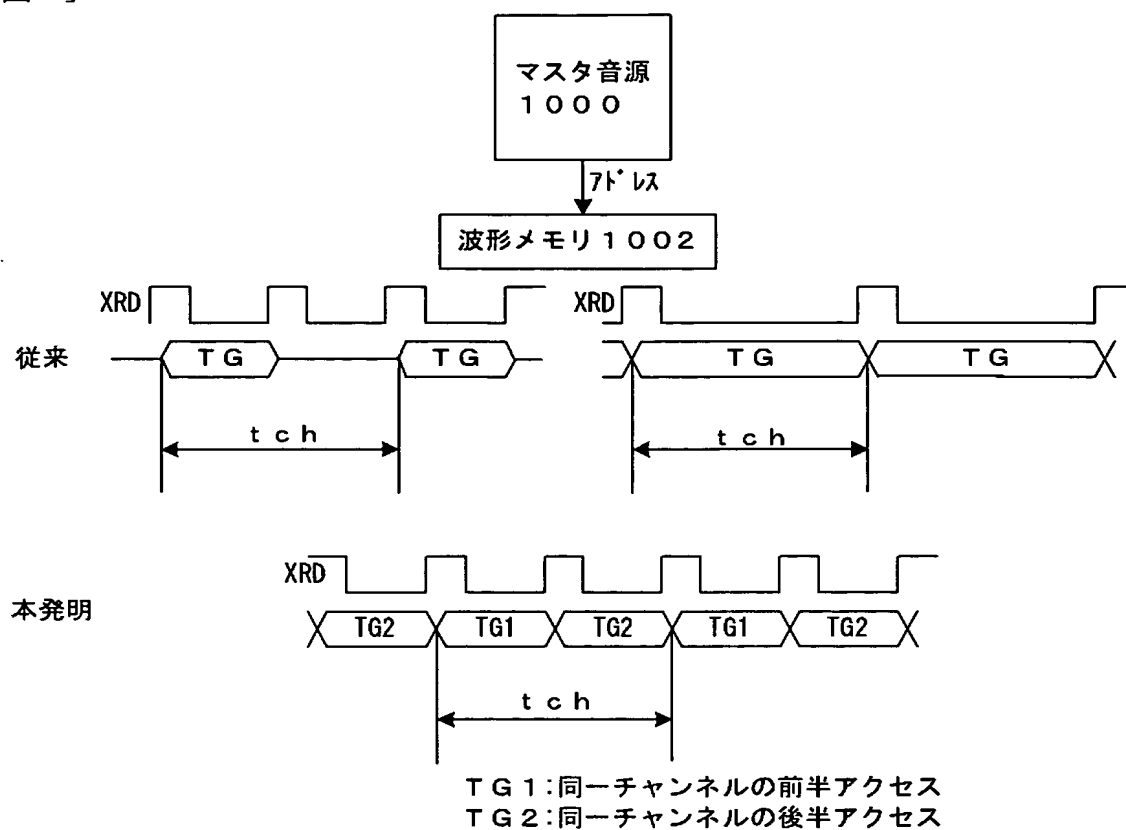 マスタ音源
１０００
アドレス
波形メモリ１００２
XRD
XRD
従来
ＴＧ
ＴＧ
ＴＧ
ＴＧ
ｔｃｈ
ｔｃｈ
XRD
本発明
TG2
TG1
TG2
TG1
TG2
ｔｃｈ
ＴＧ１：同一チャンネルの前半アクセス
ＴＧ２：同一チャンネルの後半アクセス